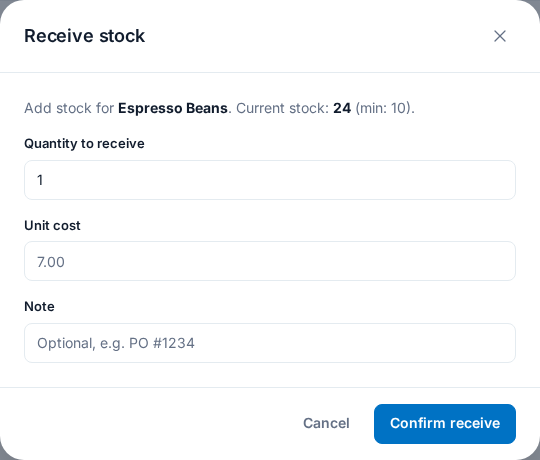 Receive stock
Add stock for Espresso Beans. Current stock: 24 (min: 10).
Quantity to receive
1
Unit cost
7.00
Note
Optional, e.g. PO #1234
Cancel
Confirm receive